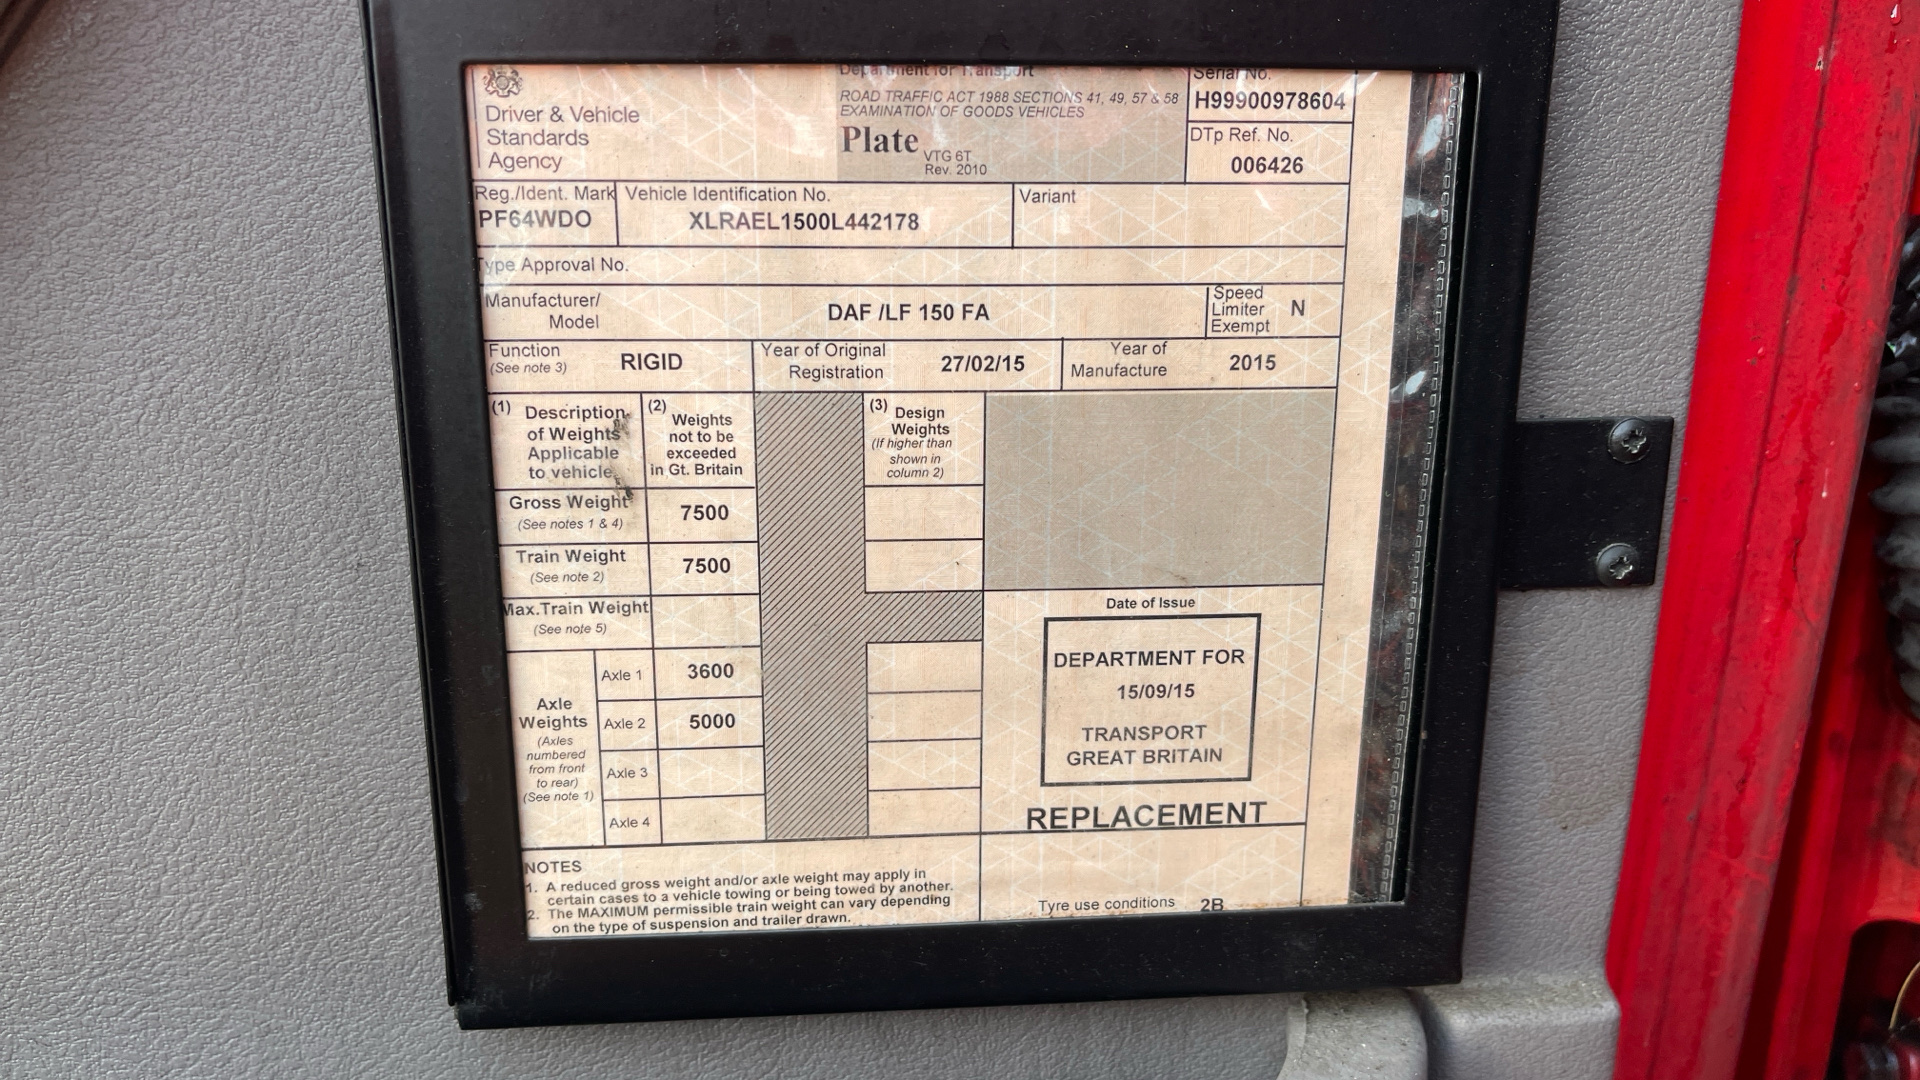 Department for Transport
Serial No.
Driver & Vehicle
Standards
Agency
ROAD TRAFFIC ACT 1988 SECTIONS 41, 49, 57 & 58
EXAMINATION OF GOODS VEHICLES
Plate VTG 6T
Rev. 2010
H99900978604
DTp Ref. No.
006426
Reg./Ident. Mark
PF64WDO
Vehicle Identification No.
XLRAEL1500L442178
Variant
Type Approval No.
Manufacturer/
Model
DAF /LF 150 FA
Speed
Limiter
Exempt
N
Function
(See note 3)
RIGID
Year of Original
Registration
27/02/15
Year of
Manufacture
2015
(1) Description
of Weights
Applicable
to vehicle
(2) Weights
not to be
exceeded
in Gt. Britain
(3) Design
Weights
(If higher than
shown in
column 2)
Gross Weight
(See notes 1 & 4)
7500
Train Weight
(See note 2)
7500
Max.Train Weight
(See note 5)
Axle
Weights
(Axles
numbered
from front
to rear)
(See note 1)
Axle 1 3600
Axle 2 5000
Axle 3
Axle 4
Date of Issue
DEPARTMENT FOR
15/09/15
TRANSPORT
GREAT BRITAIN
REPLACEMENT
NOTES
1. A reduced gross weight and/or axle weight may apply in
certain cases to a vehicle towing or being towed by another.
2. The MAXIMUM permissible train weight can vary depending
on the type of suspension and trailer drawn.
Tyre use conditions 2B